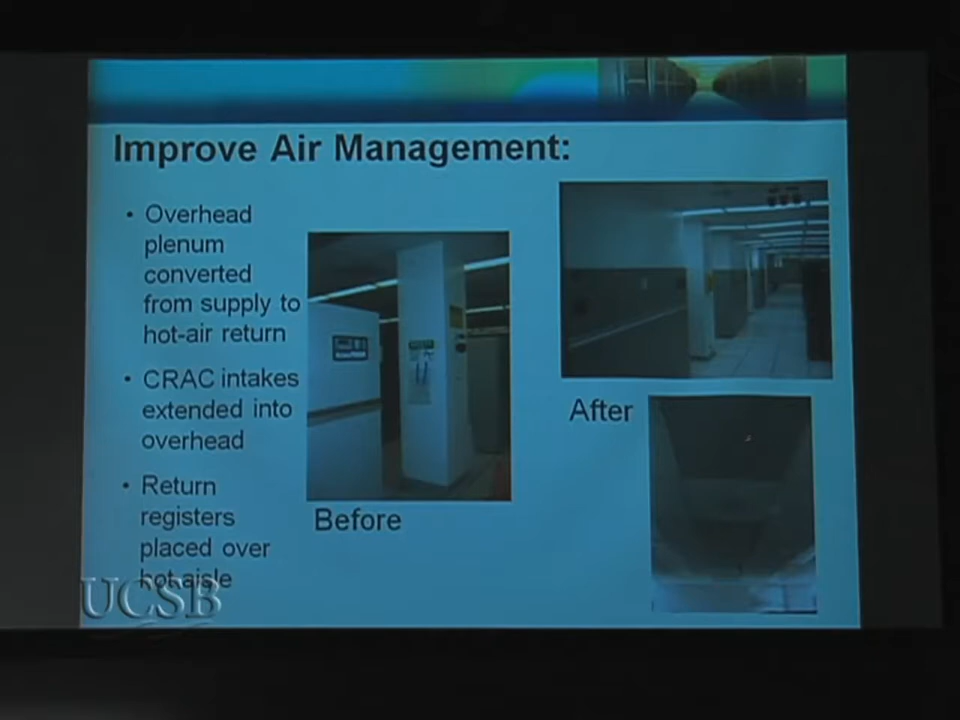 Improve Air Management:
• Overhead
plenum
converted
from supply to
hot-air return
• CRAC intakes
extended into
overhead
• Return
registers
placed over
hot aisle
Before
After
UCSB